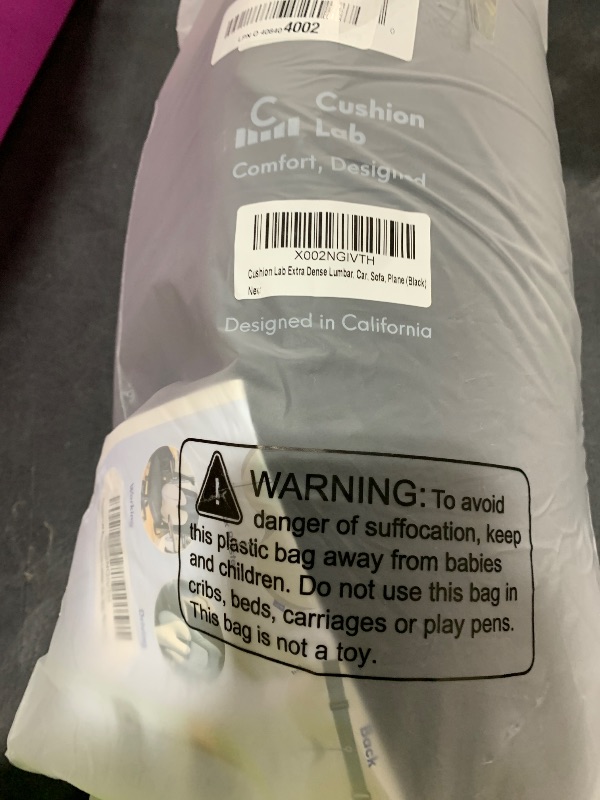 4002
Cushion
Lab
Comfort, Designed
X002NGIVTH
Cushion Lab Extra Dense Lumbar, Car, Sofa, Plane (Black)
New
Designed in California
WARNING: To avoid
danger of suffocation, keep
this plastic bag away from babies
and children. Do not use this bag in
cribs, beds, carriages or play pens.
This bag is not a toy.
Working
Back